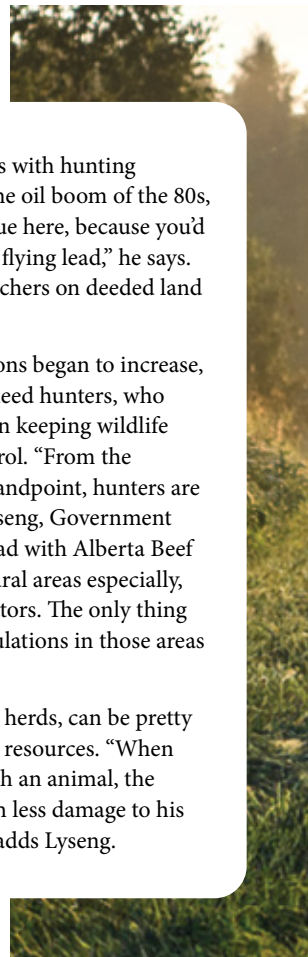 s with hunting
ne oil boom of the 80s,
ue here, because you’d
flying lead,” he says.
chers on deeded land
ons began to increase,
eed hunters, who
n keeping wildlife
rol. “From the
andpoint, hunters are
seng, Government
ad with Alberta Beef
ural areas especially,
tors. The only thing
ulations in those areas
herds, can be pretty
resources. “When
h an animal, the
n less damage to his
adds Lyseng.